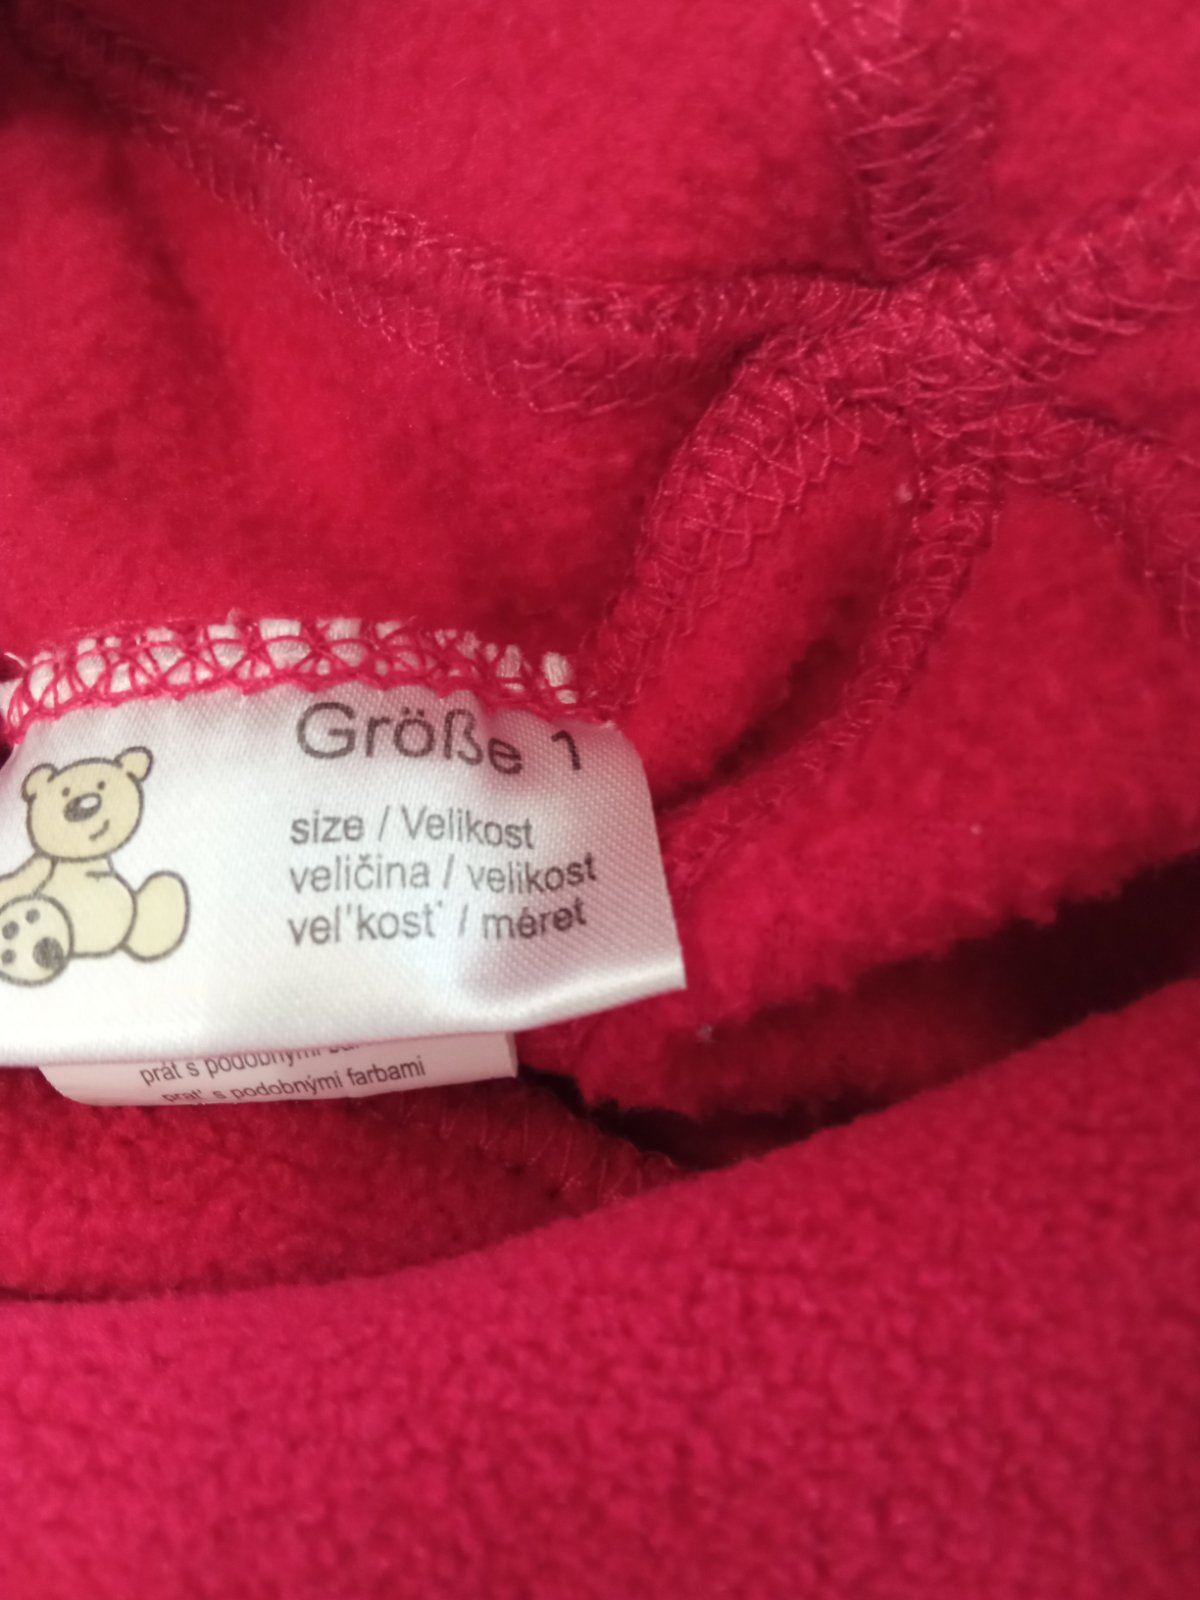 Größe 1
size / Velikost
veličina / velikost
vel'kost' / méret
prát s podobnými
prat' s podobnými farbami